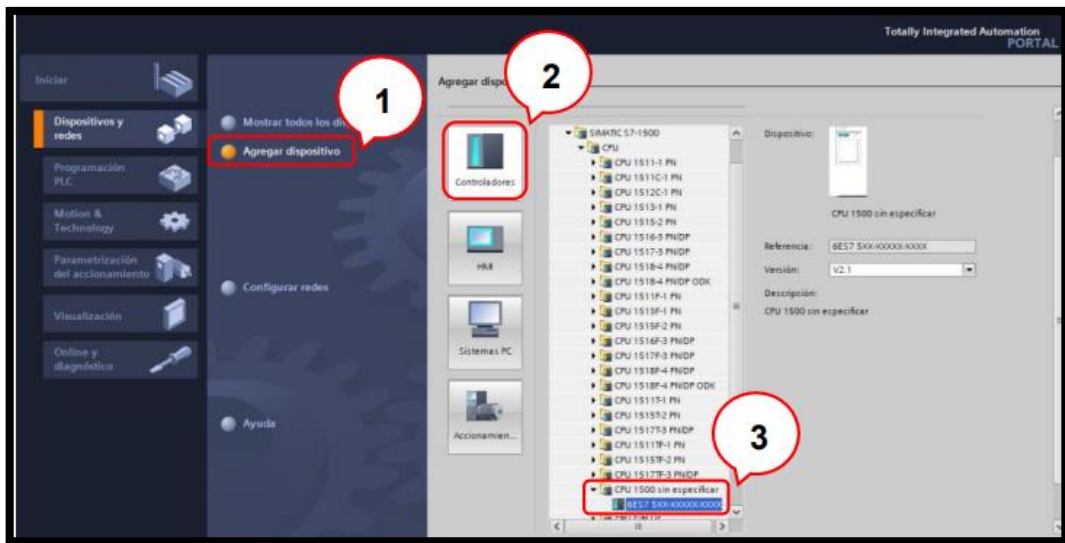 Totally Integrated Automation
PORTAL
Iniciar
Dispositivos y
redes
Programación
PLC
Motion &
Technology
Parametrización
del accionamiento
Visualización
Online y
diagnóstico
1
Mostrar todos los
Agregar dispositivo
Configurar redes
Ayuda
Agregar
2
Controladores
HMI
Sistemas PC
Accionamien...
SIMATIC S7-1500
CPU
CPU 1511-1 PN
CPU 1511C-1 PN
CPU 1512C-1 PN
CPU 1513-1 PN
CPU 1515-2 PN
CPU 1516-3 PN/DP
CPU 1517-3 PN/DP
CPU 1518-4 PN/DP
CPU 1518-4 PN/DP ODK
CPU 1511F-1 PN
CPU 1513F-1 PN
CPU 1515F-2 PN
CPU 1516F-3 PN/DP
CPU 1517F-3 PN/DP
CPU 1518F-4 PN/DP
CPU 1518F-4 PN/DP ODK
CPU 1511T-1 PN
CPU 1515T-2 PN
CPU 1517T-3 PN/DP
CPU 1511TF-1 PN
CPU 1515TF-2 PN
CPU 1517TF-3 PN/DP
CPU 1500 sin especificar
6ES7 5XX-XXXXX-XXXX
3
Dispositivo:
CPU 1500 sin especificar
Referencia:
6ES7 5XX-XXXXX-XXXX
Versión:
V2.1
Descripción:
CPU 1500 sin especificar